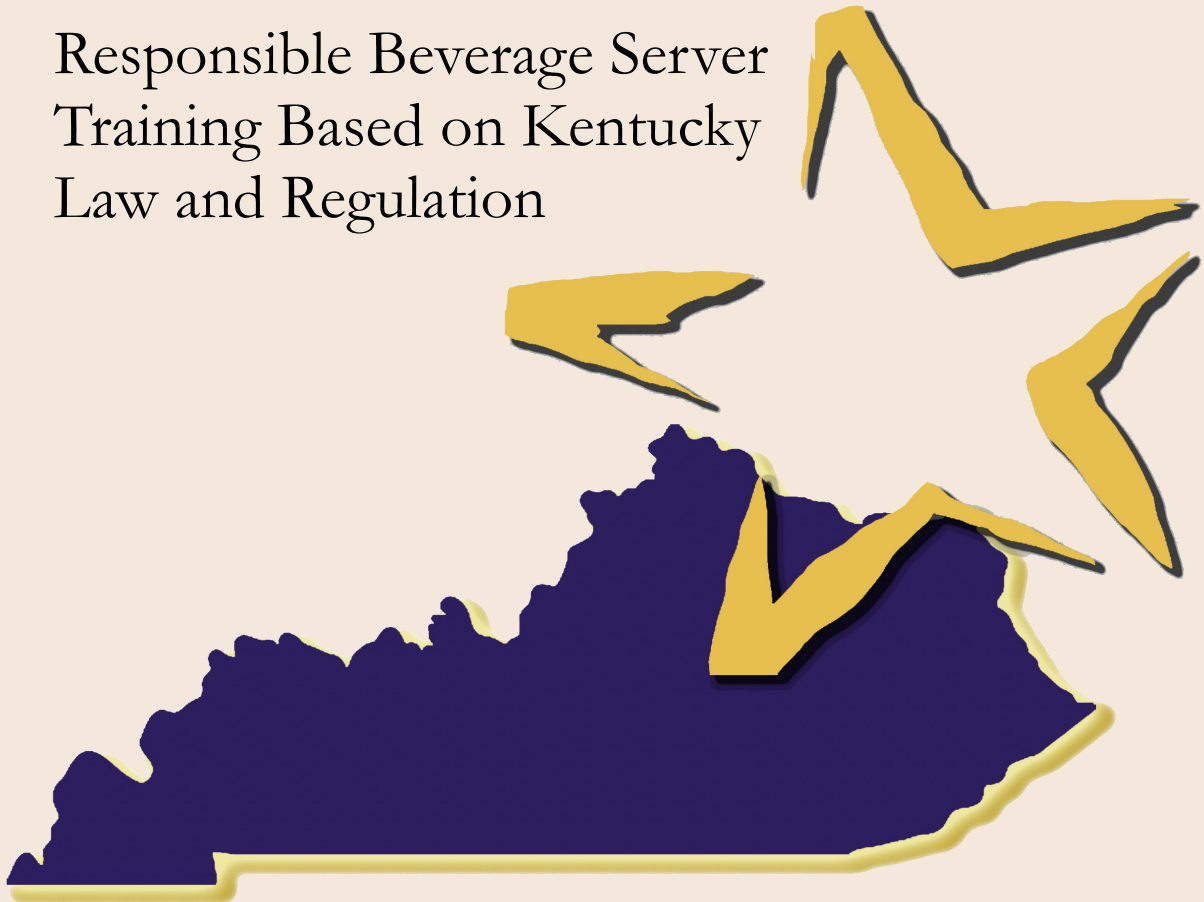 Responsible Beverage Server
Training Based on Kentucky
Law and Regulation